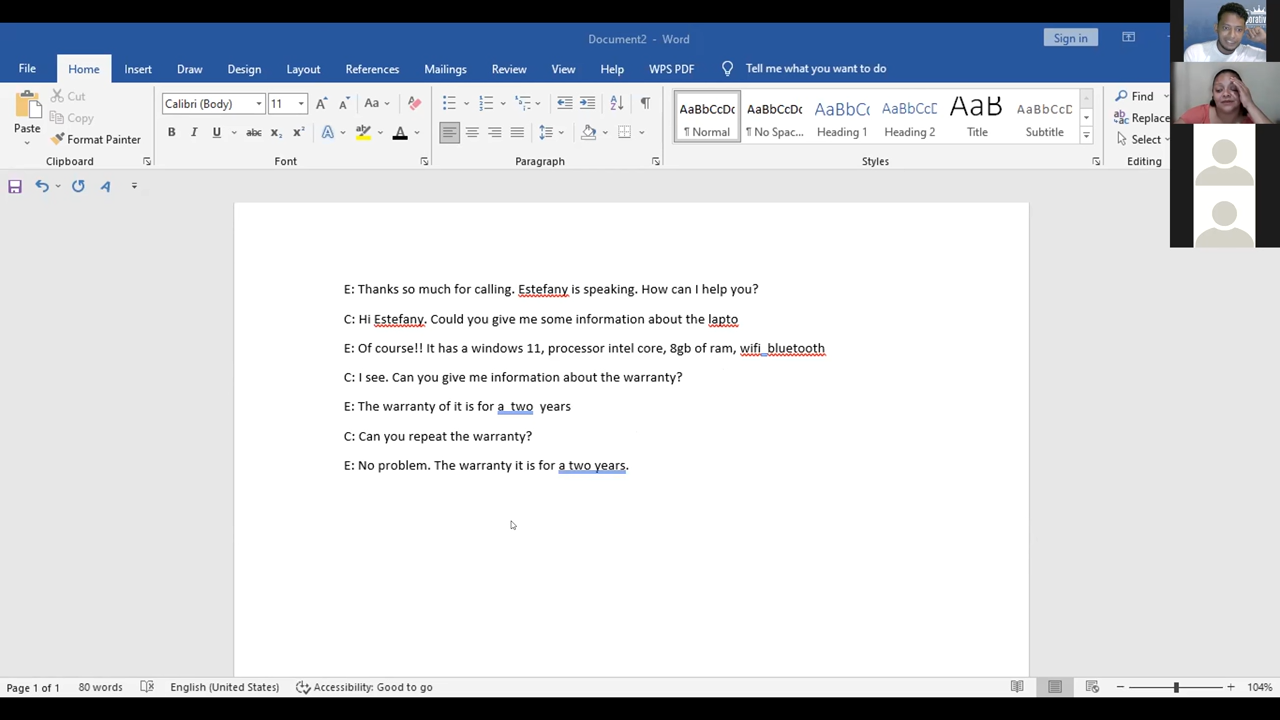 Document2 - Word
Sign in
File Home Insert Draw Design Layout References Mailings Review View Help WPS PDF Tell me what you want to do
Paste
Cut
Copy
Format Painter
Clipboard
Calibri (Body) 11
Font
Paragraph
AaBbCcDc AaBbCcDc AaBbC( AaBbCcE AaB AaBbCcD
¶ Normal ¶ No Spac... Heading 1 Heading 2 Title Subtitle
Styles
Find
Replace
Select
Editing
E: Thanks so much for calling. Estefany is speaking. How can I help you?
C: Hi Estefany. Could you give me some information about the lapto
E: Of course!! It has a windows 11, processor intel core, 8gb of ram, wifi bluetooth
C: I see. Can you give me information about the warranty?
E: The warranty of it is for a two years
C: Can you repeat the warranty?
E: No problem. The warranty it is for a two years.
Page 1 of 1 80 words English (United States) Accessibility: Good to go 104%